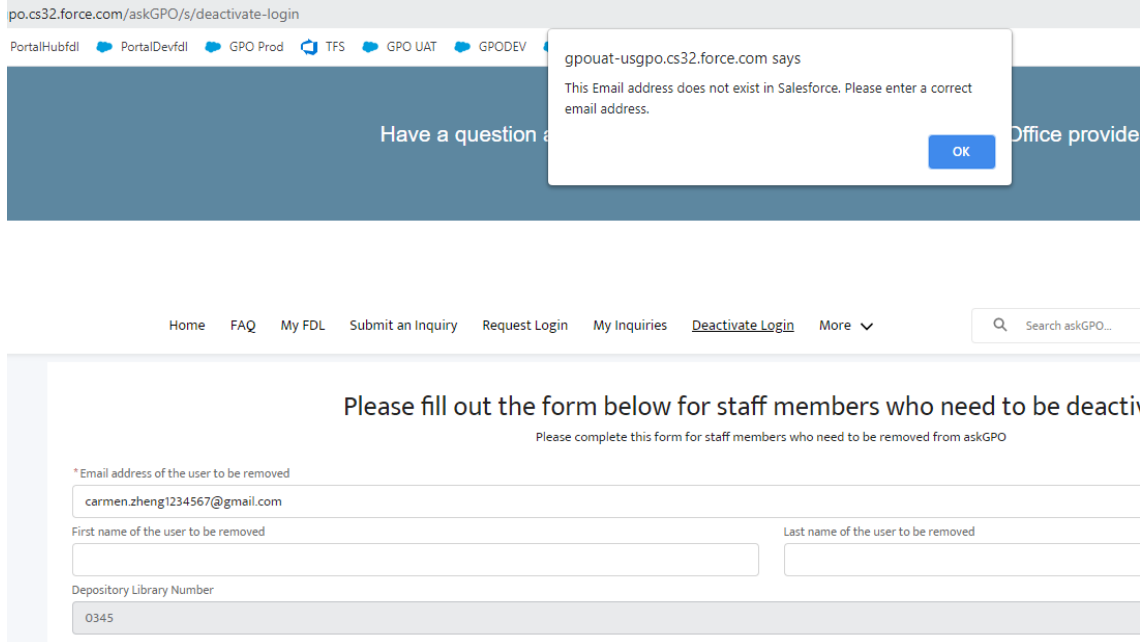 po.cs32.force.com/askGPO/s/deactivate-login
PortalHubfdl PortalDevfdl GPO Prod TFS GPO UAT GPODEV
gpouat-usgpo.cs32.force.com says
This Email address does not exist in Salesforce. Please enter a correct
email address.
OK
Have a question Office provide
Home FAQ My FDL Submit an Inquiry Request Login My Inquiries Deactivate Login More Search askGPO...
Please fill out the form below for staff members who need to be deactiv
Please complete this form for staff members who need to be removed from askGPO
*Email address of the user to be removed
carmen.zheng1234567@gmail.com
First name of the user to be removed Last name of the user to be removed
Depository Library Number
0345